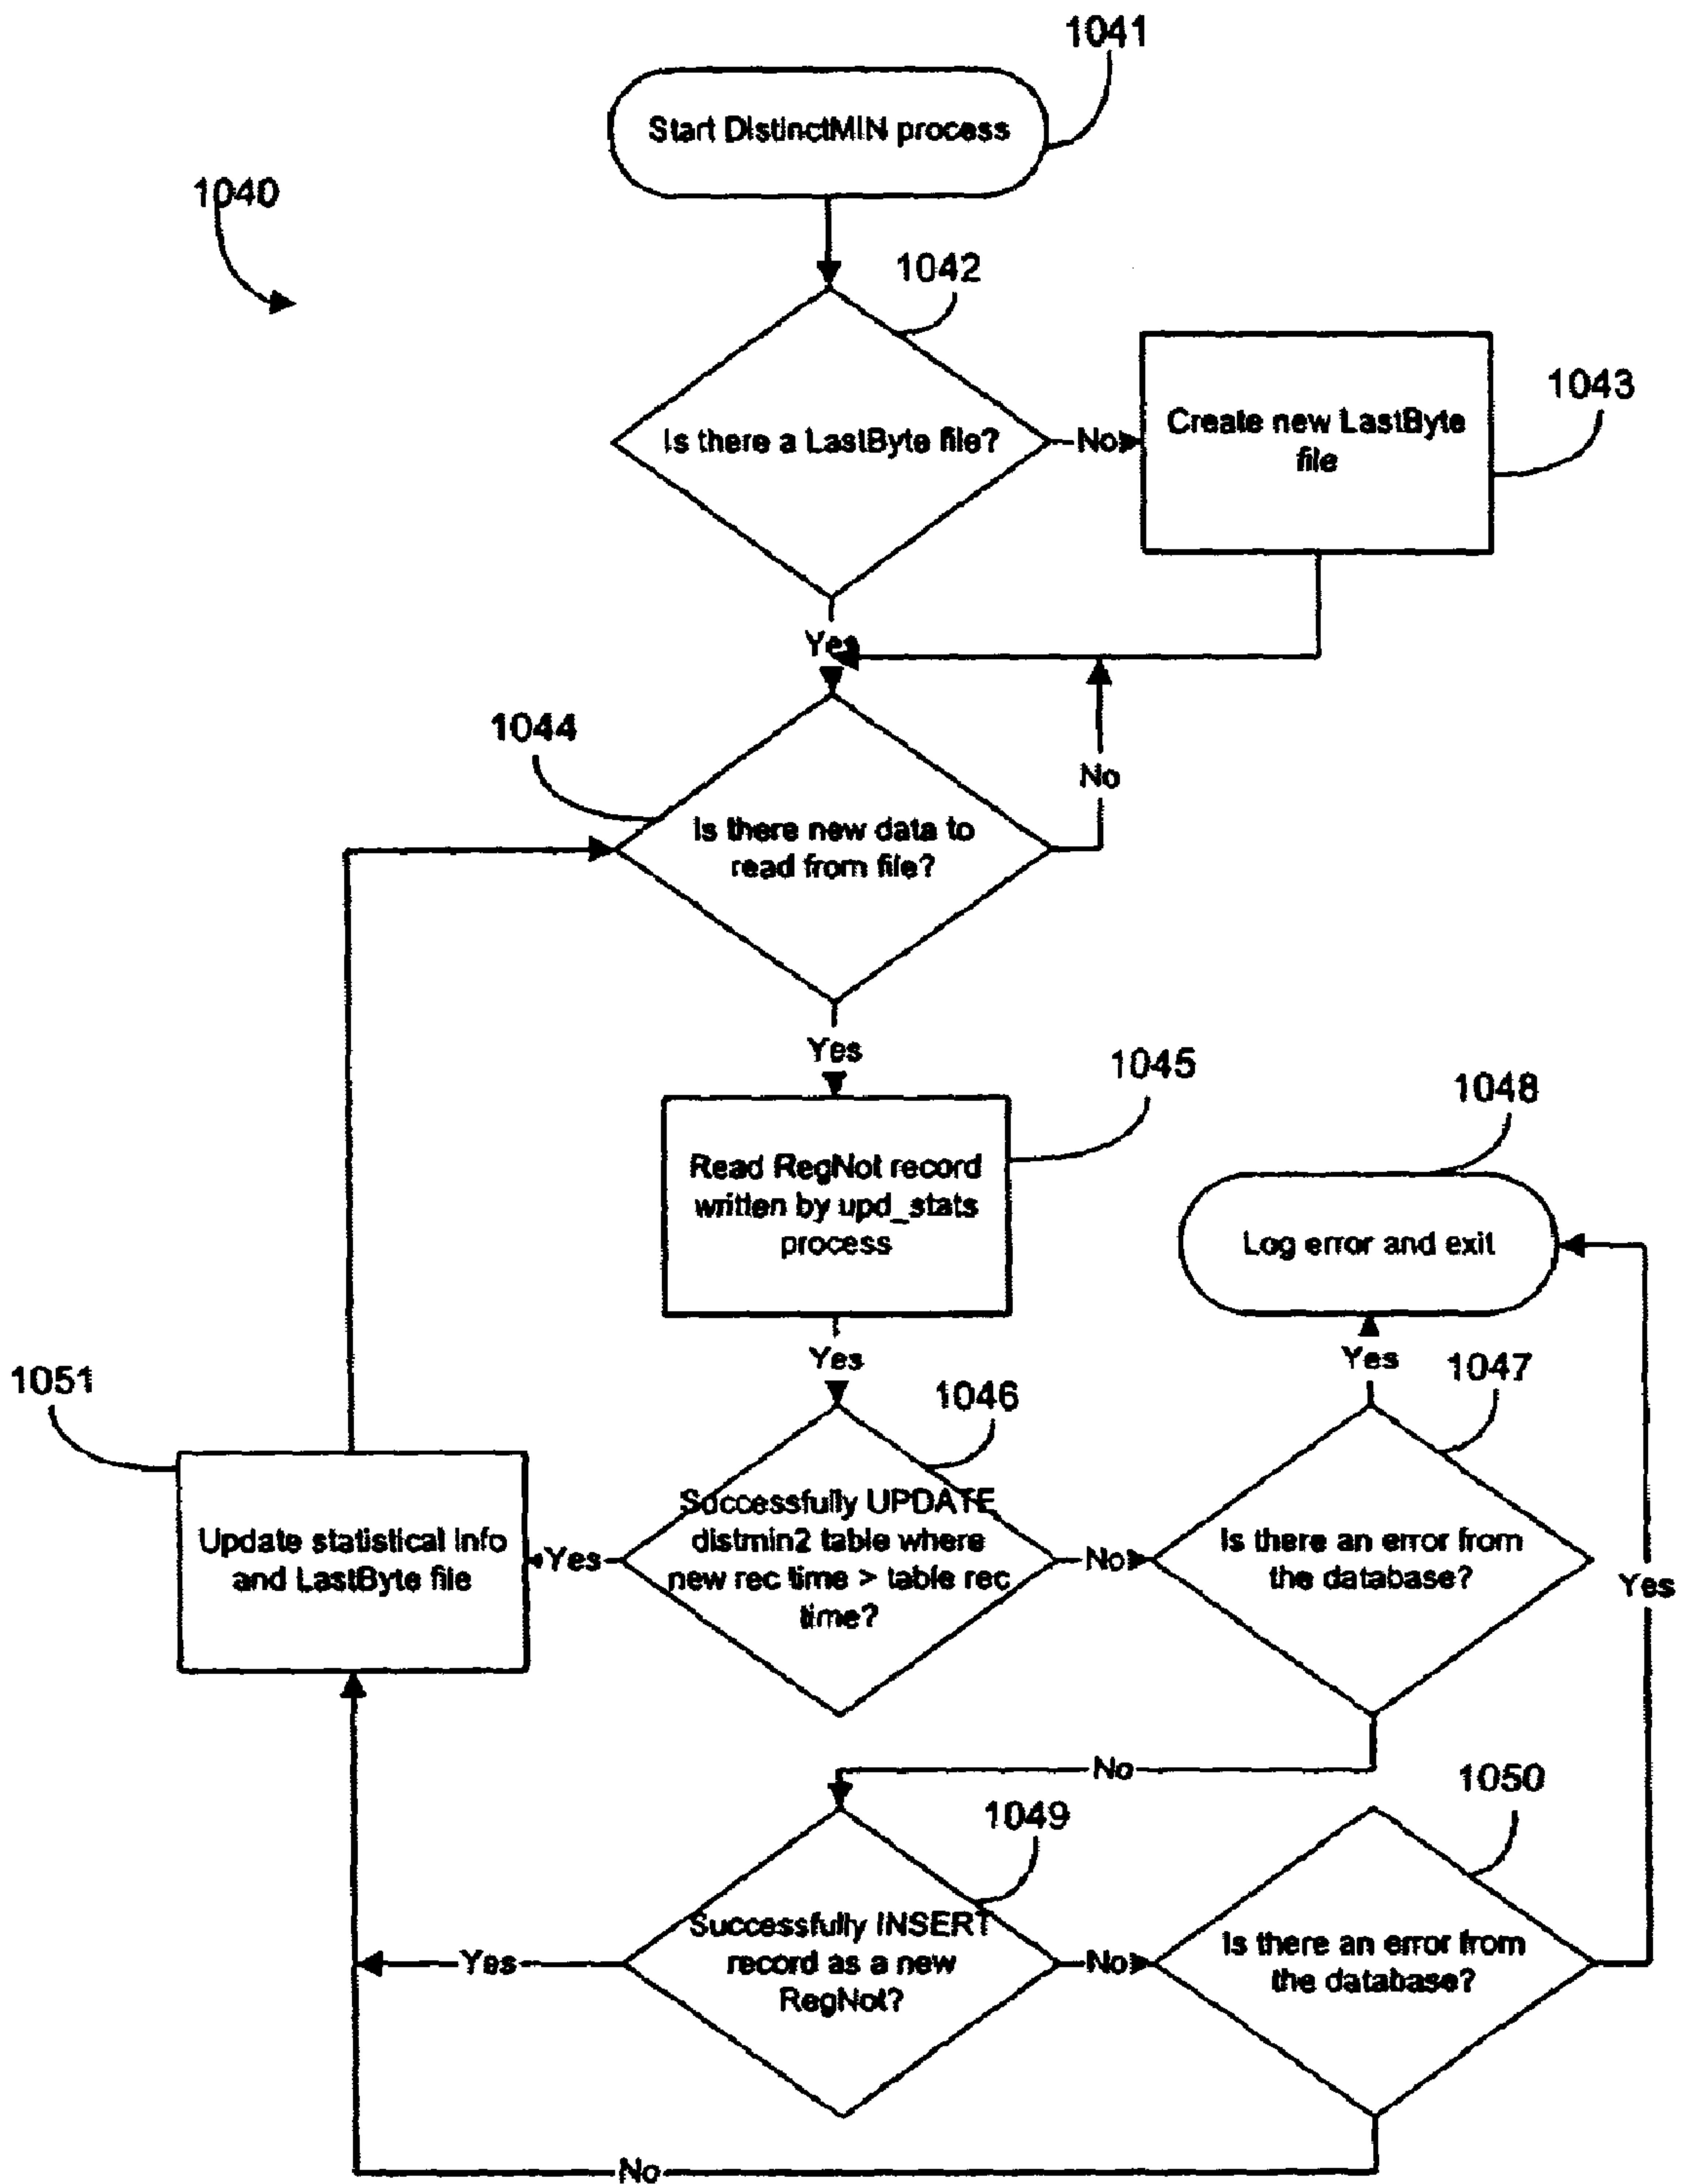 1041
Start DistinctMIN process
1040
1042
Is there a LastByte file?
No
Create new LastByte
file
1043
Yes
1044
No
Is there new data to
read from file?
Yes
1045
Read RegNot record
written by upd_stats
process
1048
Log error and exit
Yes
Yes
1047
1051
1046
Update statistical info
and LastByte file
Yes
Successfully UPDATE
distmin2 table where
new rec time > table rec
time?
No
Is there an error from
the database?
Yes
No
1050
1049
Successfully INSERT
record as a new
RegNot?
Yes
No
Is there an error from
the database?
No